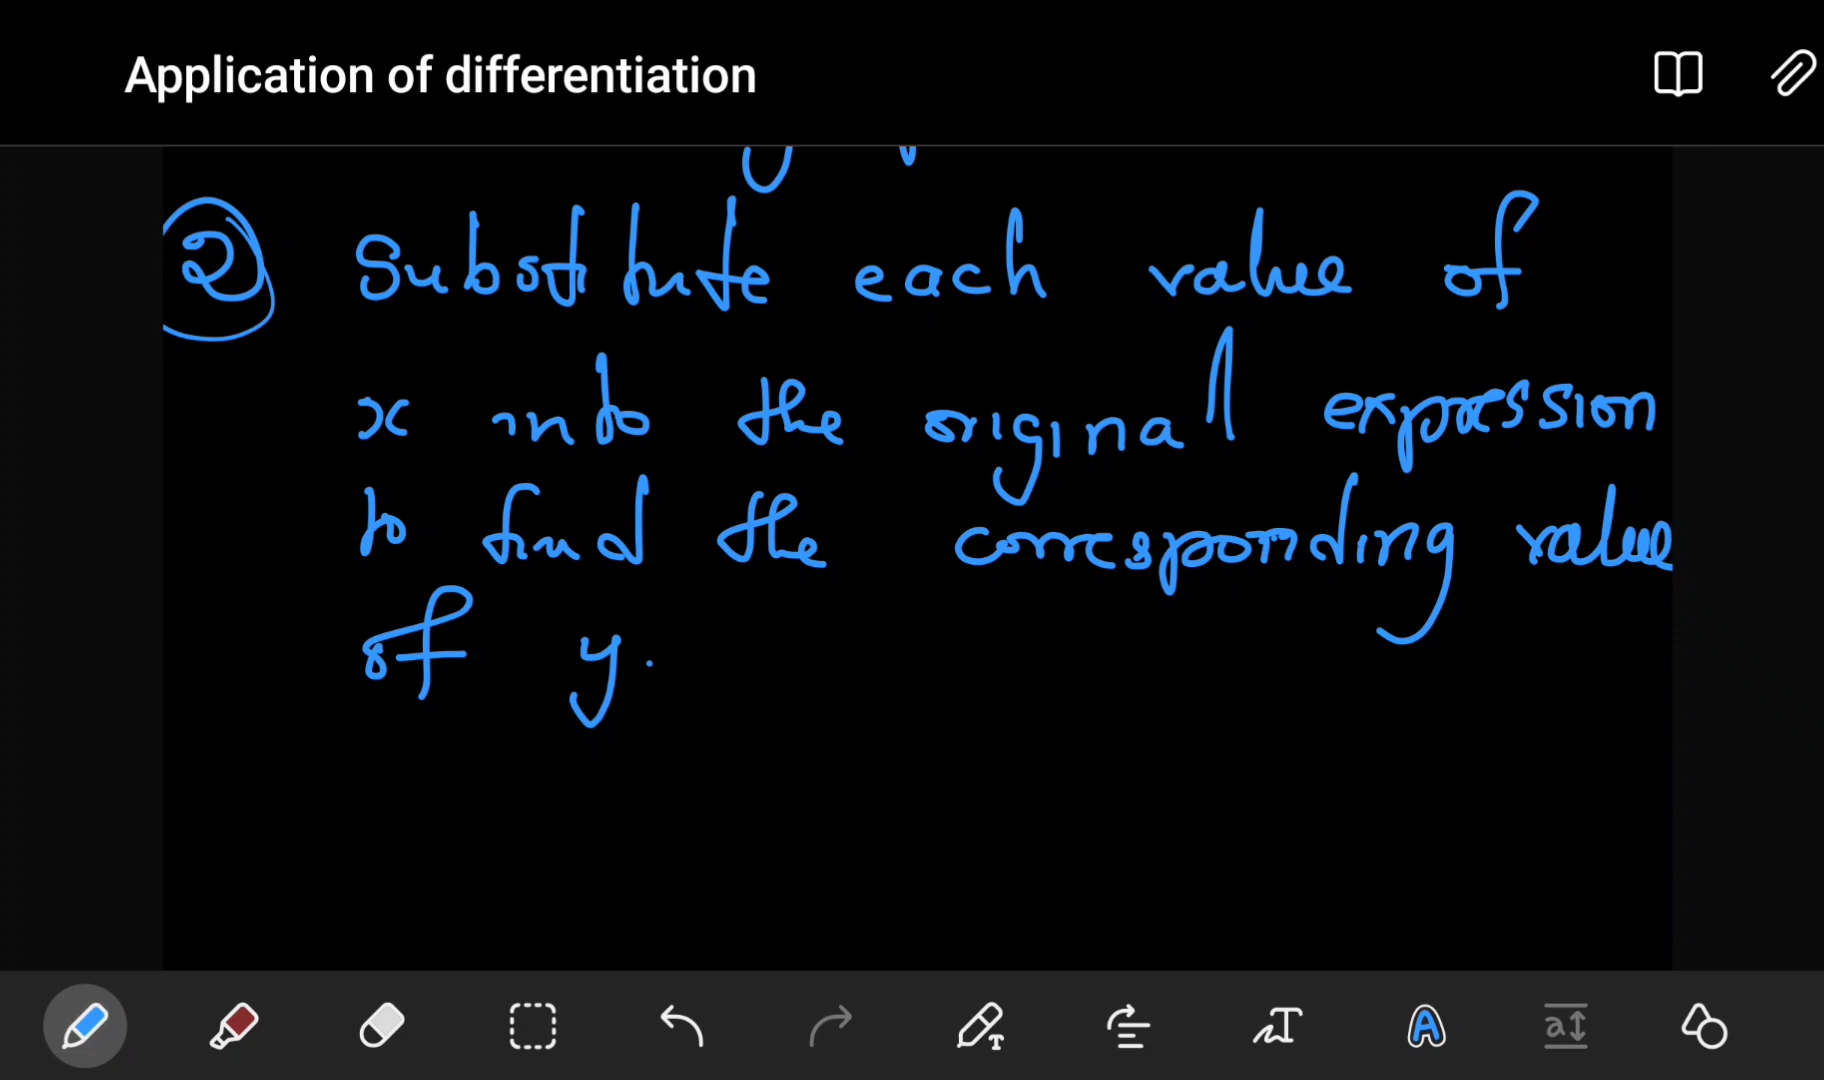 Application of differentiation
② Substitute each value of
x into the original expression
to find the corresponding value
of y.